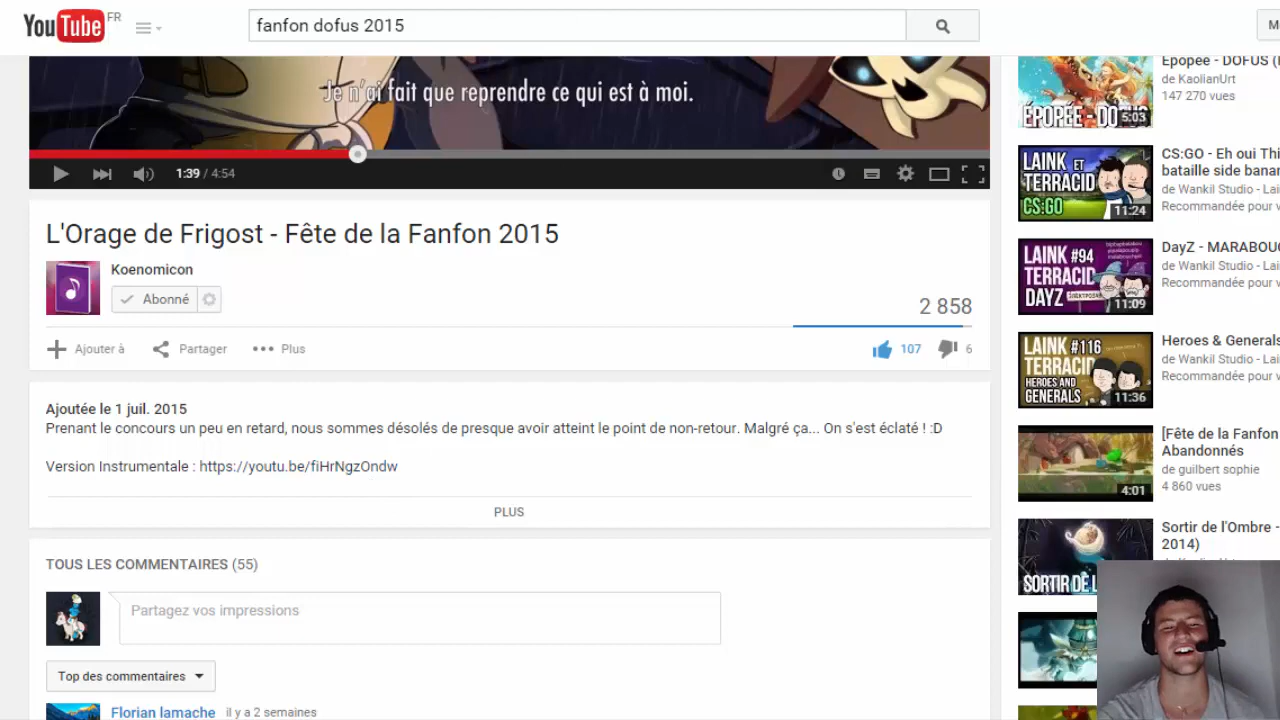 YouTube FR
fanfon dofus 2015
Je n'ai fait que reprendre ce qui est à moi.
1:39 / 4:54
L'Orage de Frigost - Fête de la Fanfon 2015
Koenomicon
Abonné
2 858
Ajouter à
Partager
Plus
107
6
Ajoutée le 1 juil. 2015
Prenant le concours un peu en retard, nous sommes désolés de presque avoir atteint le point de non-retour. Malgré ça... On s'est éclaté ! :D
Version Instrumentale : https://youtu.be/fiHrNgzOndw
PLUS
TOUS LES COMMENTAIRES (55)
Partagez vos impressions
Top des commentaires
Florian lamache il y a 2 semaines
Épopée - DOFUS (
de KaolianUrt
147 270 vues
ÉPOPÉE - DOFUS
5:03
CS:GO - Eh oui Thi
bataille side banan
de Wankil Studio - Lai
Recommandée pour v
LAINK ET
TERRACID
CS:GO
11:24
DayZ - MARABOU
de Wankil Studio - Lai
Recommandée pour v
LAINK #94
TERRACID
DAYZ
11:09
Heroes & Generals
de Wankil Studio - Lai
Recommandée pour v
LAINK #116
TERRACID
HEROES AND
GENERALS
11:36
[Fête de la Fanfon
Abandonnés
de guilbert sophie
4 860 vues
4:01
Sortir de l'Ombre -
2014)
SORTIR DE L